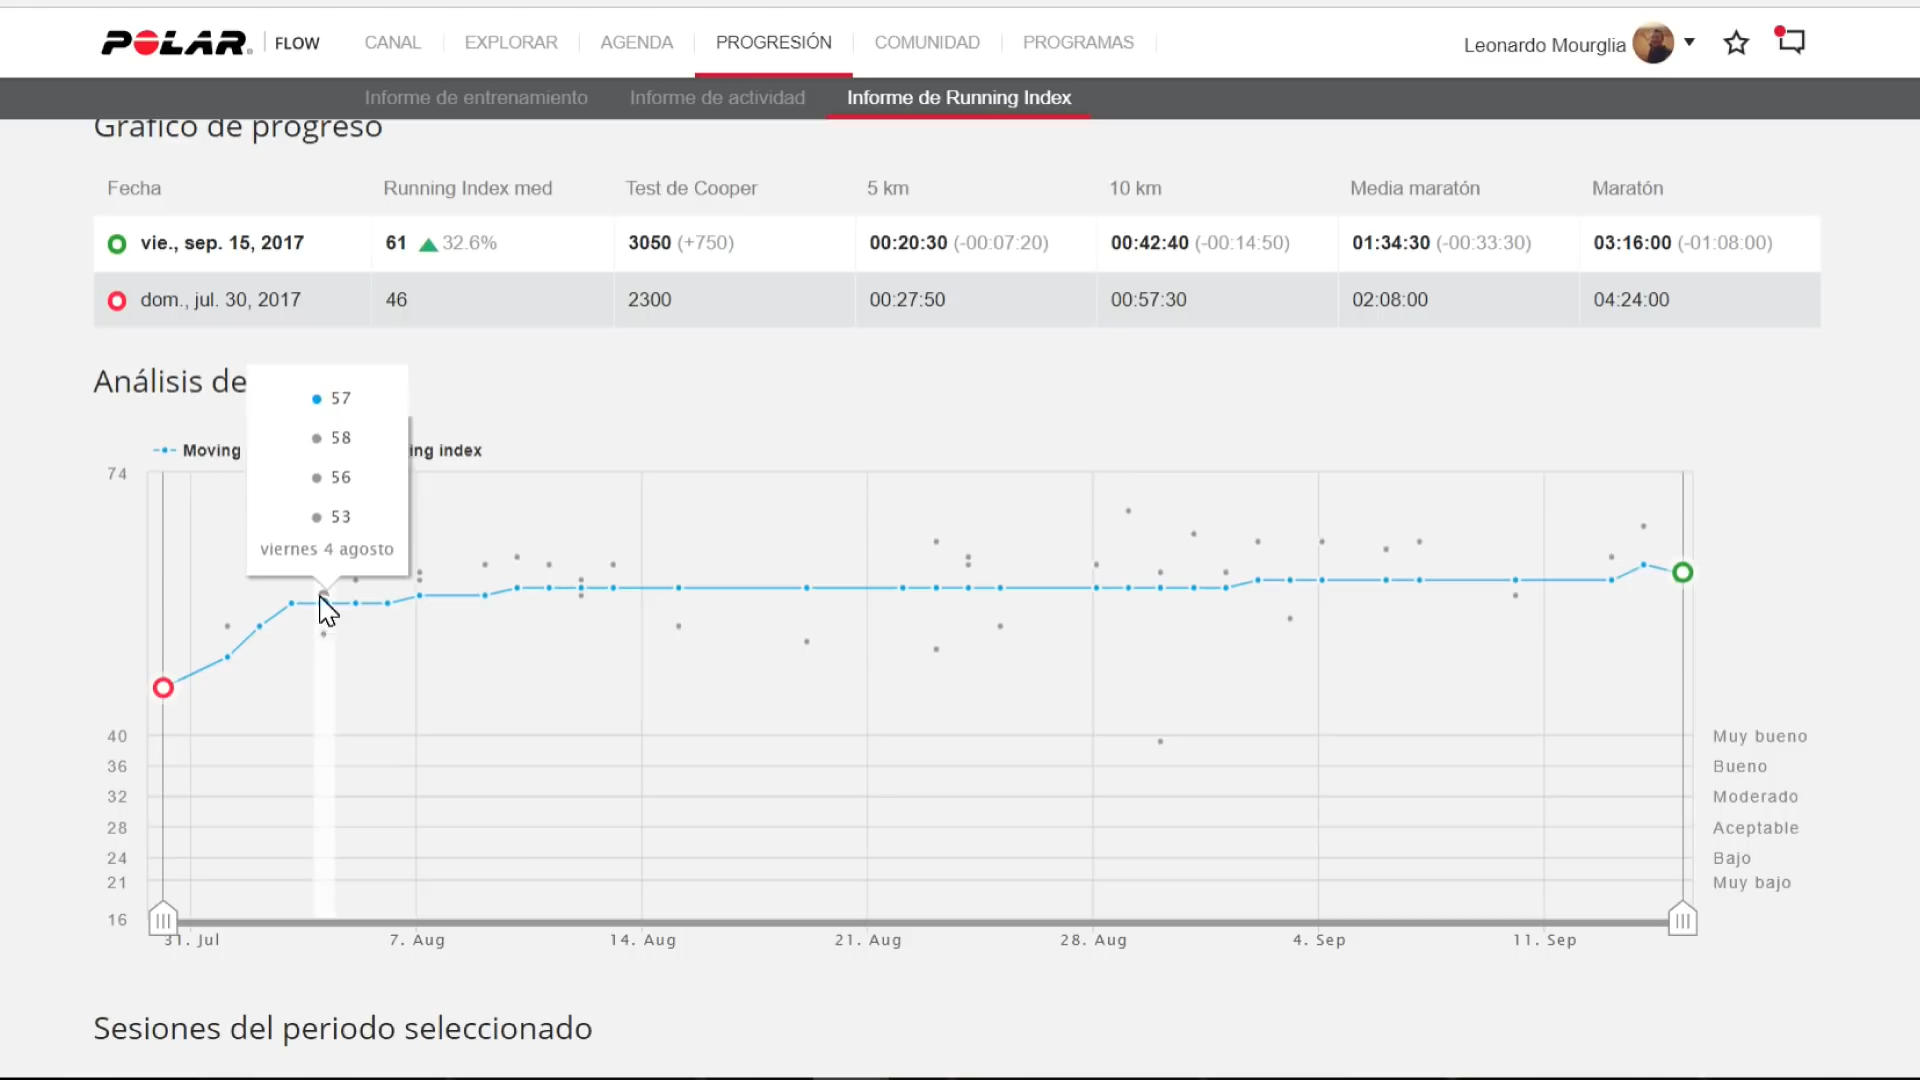 POLAR FLOW CANAL EXPLORAR AGENDA PROGRESIÓN COMUNIDAD PROGRAMAS Leonardo Mourglia
Informe de entrenamiento Informe de actividad Informe de Running Index
Gráfico de progreso
Fecha Running Index med Test de Cooper 5 km 10 km Media maratón Maratón
vie., sep. 15, 2017 61 32.6% 3050 (+750) 00:20:30 (-00:07:20) 00:42:40 (-00:14:50) 01:34:30 (-00:33:30) 03:16:00 (-01:08:00)
dom., jul. 30, 2017 46 2300 00:27:50 00:57:30 02:08:00 04:24:00
Análisis de
57
58
56
53
viernes 4 agosto
Moving ing index
74
40 Muy bueno
36 Bueno
32 Moderado
28 Aceptable
24 Bajo
21 Muy bajo
16
31. Jul 7. Aug 14. Aug 21. Aug 28. Aug 4. Sep 11. Sep
Sesiones del periodo seleccionado